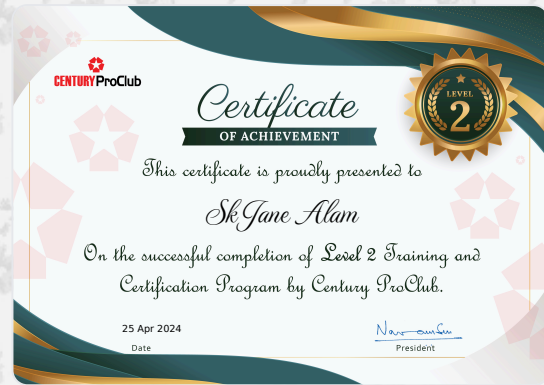 CENTURY ProClub
LEVEL
2
Certificate
OF ACHIEVEMENT
This certificate is proudly presented to
Sk Jane Alam
On the successful completion of Level 2 Training and
Certification Program by Century ProClub.
25 Apr 2024
Date
President